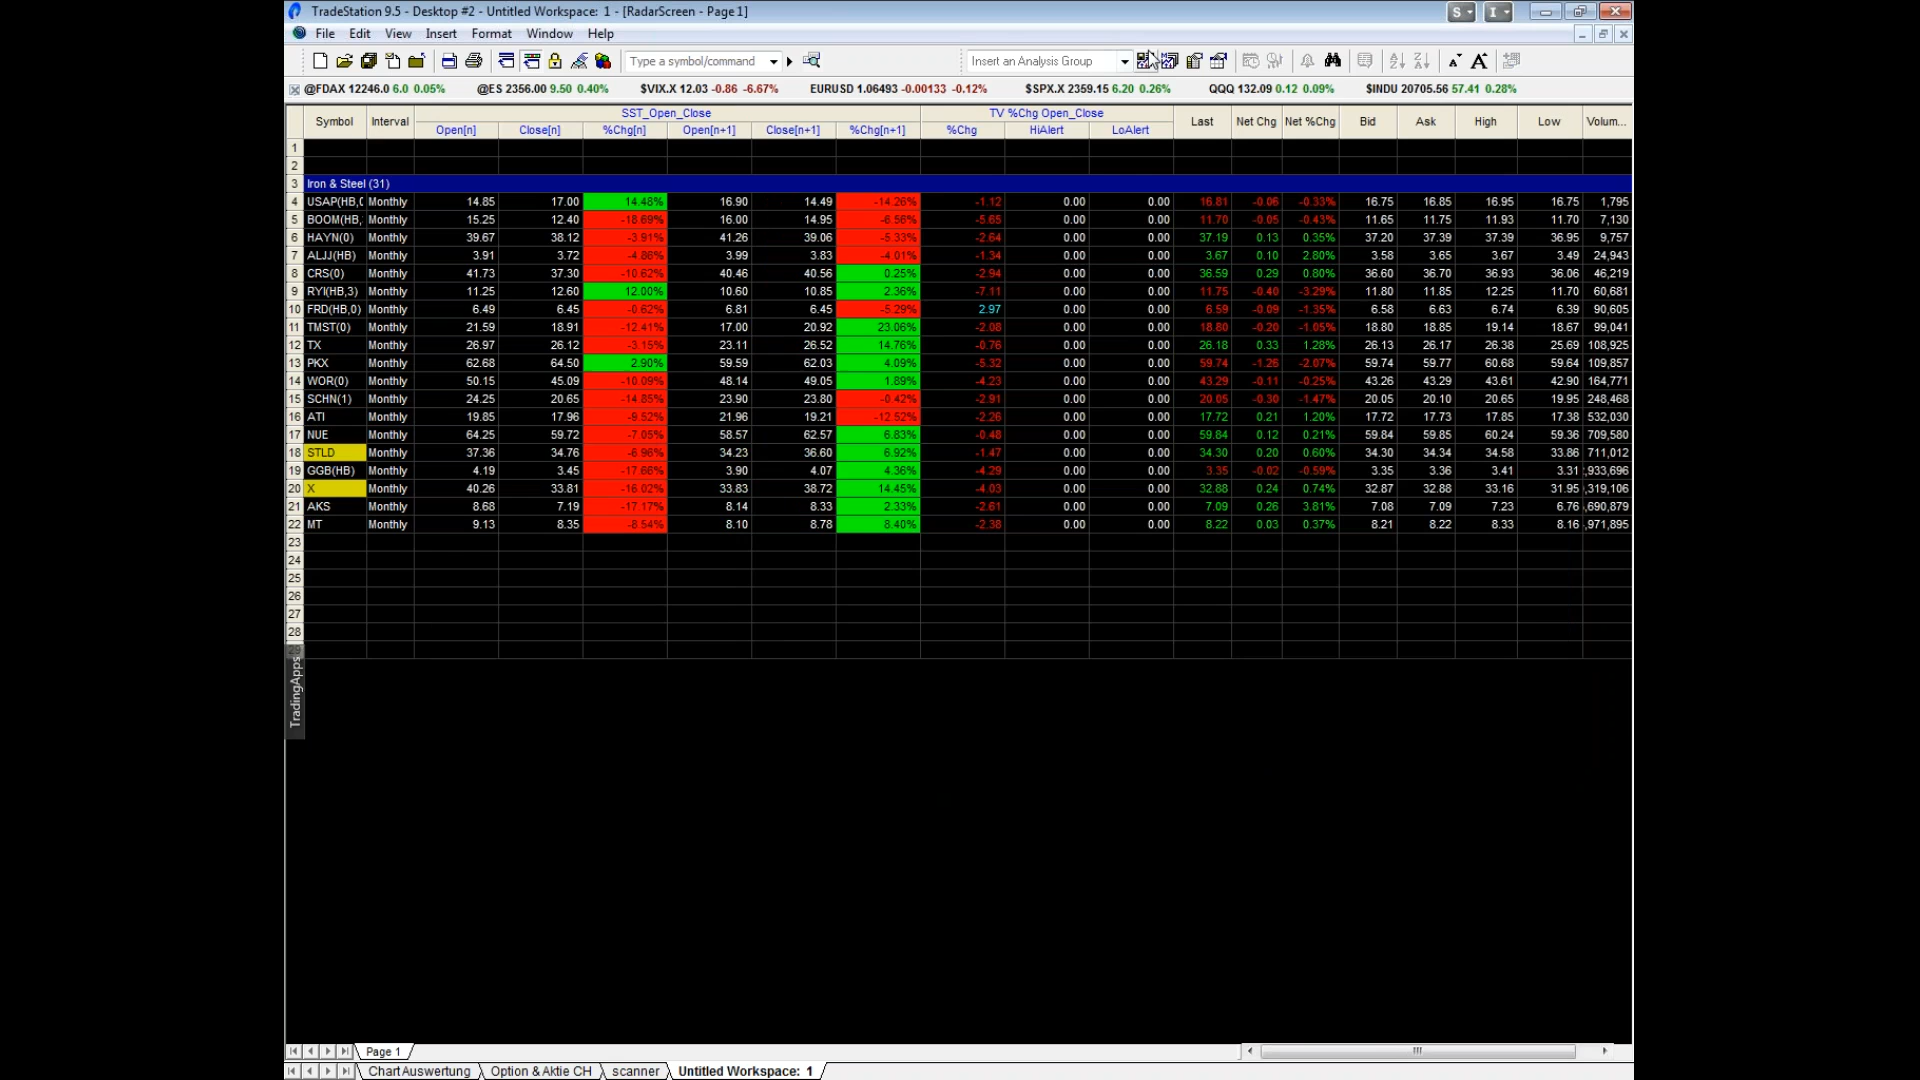 TradeStation 9.5 - Desktop #2 - Untitled Workspace: 1 - [RadarScreen - Page1] S I
File Edit View Insert Format Window Help
Type a symbol/command Insert an Analysis Group
@FDAX 12246.0 6.0 0.05% @ES 2356.00 9.50 0.40% $VIX.X 12.03 -0.86 -6.67% EURUSD 1.06493 -0.00133 -0.12% $SPX.X 2359.15 6.20 0.26% QQQ 132.09 0.12 0.09% $INDU 20705.56 57.41 0.28%
SST_Open_Close TV %Chg Open_Close
Symbol Interval Open[n] Close[n] %Chg[n] Open[n+1] Close[n+1] %Chg[n+1] %Chg HiAlert LoAlert Last Net Chg Net %Chg Bid Ask High Low Volum...
1
2
3 Iron & Steel (31)
4 USAP(HB,( Monthly 14.85 17.00 14.48% 16.90 14.49 -14.26% -1.12 0.00 0.00 16.81 -0.06 -0.33% 16.75 16.85 16.95 16.75 1,795
5 BOOM(HB, Monthly 15.25 12.40 -18.69% 16.00 14.95 -6.56% -5.65 0.00 0.00 11.70 -0.05 -0.43% 11.65 11.75 11.93 11.70 7,130
6 HAYN(0) Monthly 39.67 38.12 -3.91% 41.26 39.06 -5.33% -2.64 0.00 0.00 37.19 0.13 0.35% 37.20 37.39 37.39 36.95 9,757
7 ALJJ(HB) Monthly 3.91 3.72 -4.86% 3.99 3.83 -4.01% -1.34 0.00 0.00 3.67 0.10 2.80% 3.58 3.65 3.67 3.49 24,943
8 CRS(0) Monthly 41.73 37.30 -10.62% 40.46 40.56 0.25% -2.94 0.00 0.00 36.59 0.29 0.80% 36.60 36.70 36.93 36.06 46,219
9 RYI(HB,3) Monthly 11.25 12.60 12.00% 10.60 10.85 2.36% -7.11 0.00 0.00 11.75 -0.40 -3.29% 11.80 11.85 12.25 11.70 60,681
10 FRD(HB,0) Monthly 6.49 6.45 -0.62% 6.81 6.45 -5.29% 2.97 0.00 0.00 6.59 -0.09 -1.35% 6.58 6.63 6.74 6.39 90,605
11 TMST(0) Monthly 21.59 18.91 -12.41% 17.00 20.92 23.06% -2.08 0.00 0.00 18.80 -0.20 -1.05% 18.80 18.85 19.14 18.67 99,041
12 TX Monthly 26.97 26.12 -3.15% 23.11 26.52 14.76% -0.76 0.00 0.00 26.18 0.33 1.28% 26.13 26.17 26.38 25.69 108,925
13 PKX Monthly 62.68 64.50 2.90% 59.59 62.03 4.09% -5.32 0.00 0.00 59.74 -1.26 -2.07% 59.74 59.77 60.68 59.64 109,857
14 WOR(0) Monthly 50.15 45.09 -10.09% 48.14 49.05 1.89% -4.23 0.00 0.00 43.29 -0.11 -0.25% 43.26 43.29 43.61 42.90 164,771
15 SCHN(1) Monthly 24.25 20.65 -14.85% 23.90 23.80 -0.42% -2.91 0.00 0.00 20.05 -0.30 -1.47% 20.05 20.10 20.65 19.95 248,468
16 ATI Monthly 19.85 17.96 -9.52% 21.96 19.21 -12.52% -2.26 0.00 0.00 17.72 0.21 1.20% 17.72 17.73 17.85 17.38 532,030
17 NUE Monthly 64.25 59.72 -7.05% 58.57 62.57 6.83% -0.48 0.00 0.00 59.84 0.12 0.21% 59.84 59.85 60.24 59.36 709,580
18 STLD Monthly 37.36 34.76 -6.96% 34.23 36.60 6.92% -1.47 0.00 0.00 34.30 0.20 0.60% 34.30 34.34 34.58 33.86 711,012
19 GGB(HB) Monthly 4.19 3.45 -17.66% 3.90 4.07 4.36% -4.29 0.00 0.00 3.35 -0.02 -0.59% 3.35 3.36 3.41 3.31 ,933,696
20 X Monthly 40.26 33.81 -16.02% 33.83 38.72 14.45% -4.03 0.00 0.00 32.88 0.24 0.74% 32.87 32.88 33.16 31.95 ,319,106
21 AKS Monthly 8.68 7.19 -17.17% 8.14 8.33 2.33% -2.61 0.00 0.00 7.09 0.26 3.81% 7.08 7.09 7.23 6.76 ,690,879
22 MT Monthly 9.13 8.35 -8.54% 8.10 8.78 8.40% -2.38 0.00 0.00 8.22 0.03 0.37% 8.21 8.22 8.33 8.16 ,971,895
23
24
25
26
27
28
29
TradingApps
Page 1
ChartAuswertung Option & Aktie CH scanner Untitled Workspace: 1